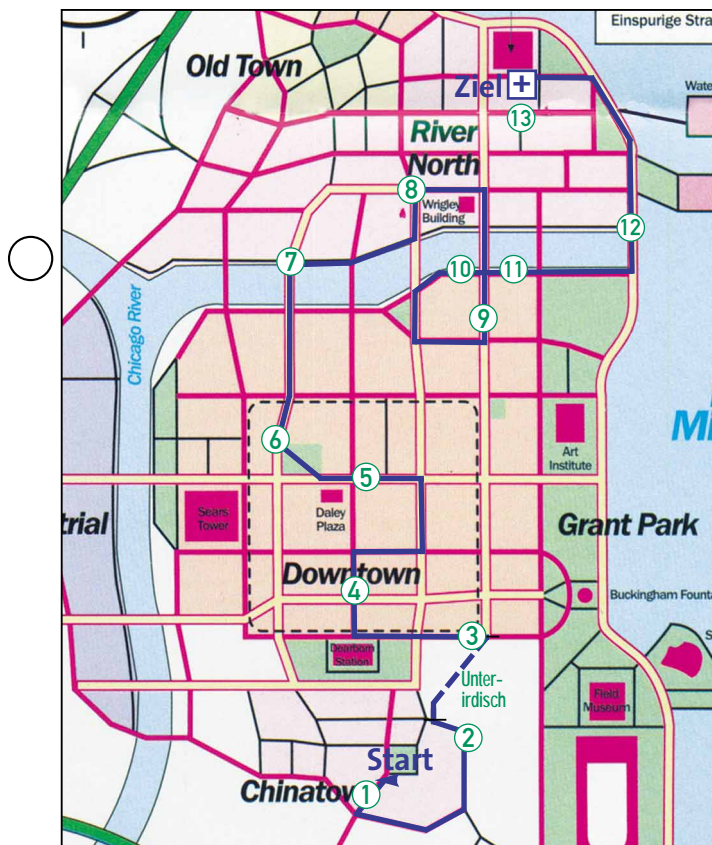 Einspurige Stra
Old Town
Ziel
+
Wate
13
River
North
8
Wrigley
Building
12
7
10
11
Chicago River
9
6
Mi
Art
Institute
5
Sears
Tower
Daley
Plaza
trial
Grant Park
Downtown
4
Buckingham Founta
3
S
Dearborn
Station
Unter-
irdisch
Field
Museum
2
Start
Chinatow
1